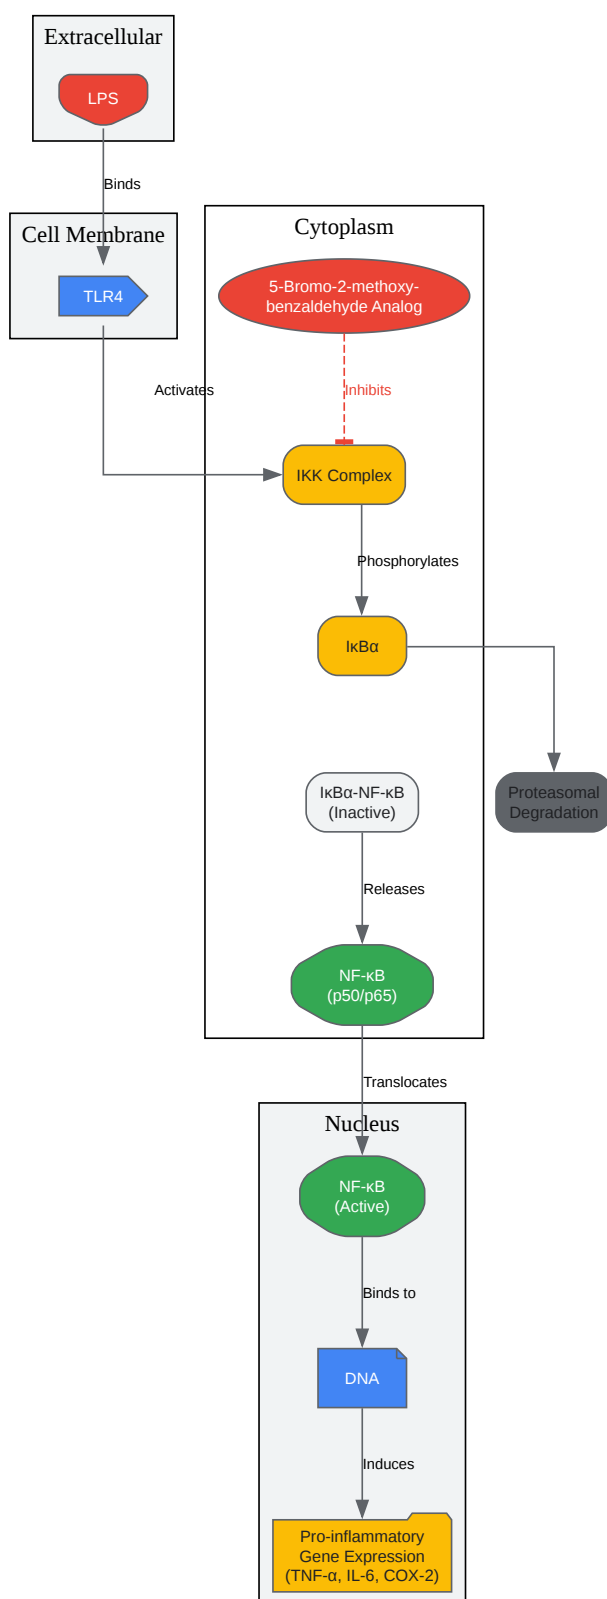 Extracellular
LPS
Binds
Cell Membrane
TLR4
Cytoplasm
5-Bromo-2-methoxy-
benzaldehyde Analog
Activates
Inhibits
IKK Complex
Phosphorylates
IκBα
IκBα-NF-κB
(Inactive)
Proteasomal
Degradation
Releases
NF-κB
(p50/p65)
Translocates
Nucleus
NF-κB
(Active)
Binds to
DNA
Induces
Pro-inflammatory
Gene Expression
(TNF-α, IL-6, COX-2)